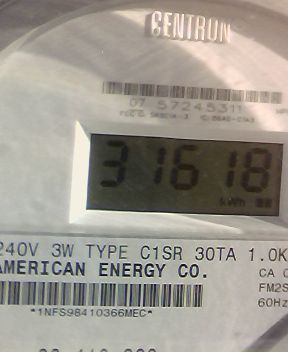 CENTRON
07 57245311
31618
kWh
240V 3W TYPE C1SR 30TA 1.0K
AMERICAN ENERGY CO.
CA
FM2S
60Hz
*1NFS98410366MEC*